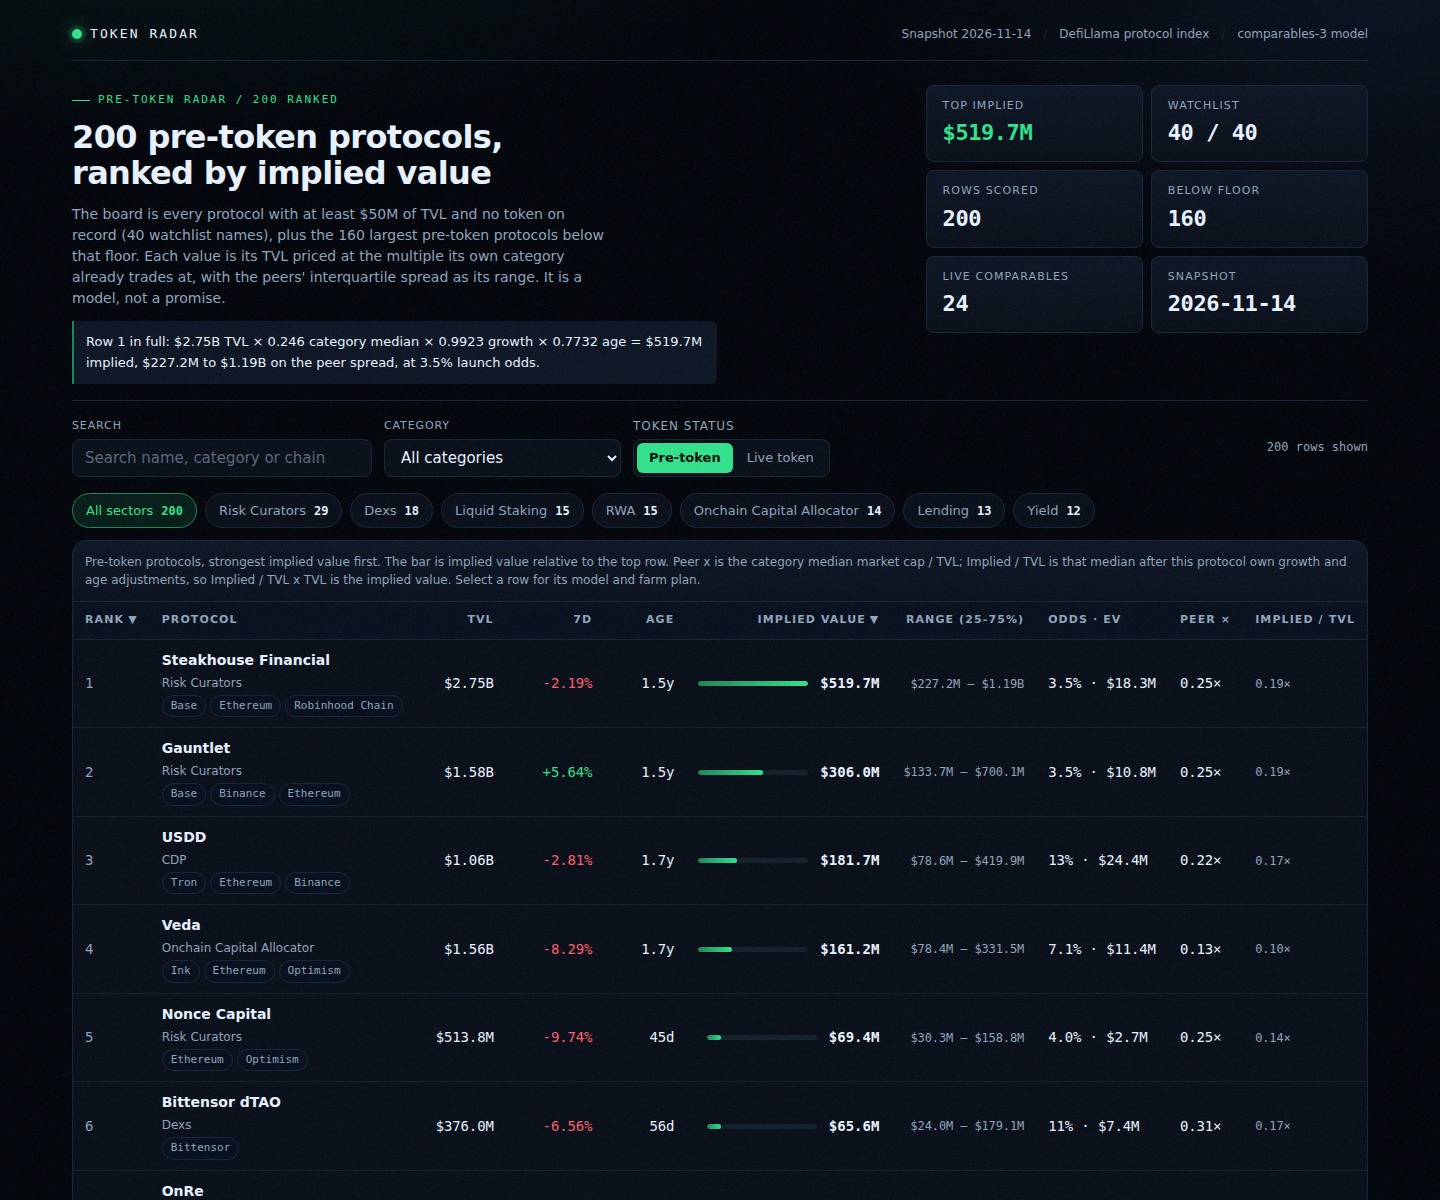 TOKEN RADAR
Snapshot 2026-11-14 / DefiLlama protocol index / comparables-3 model
PRE-TOKEN RADAR / 200 RANKED
200 pre-token protocols,
ranked by implied value
The board is every protocol with at least $50M of TVL and no token on
record (40 watchlist names), plus the 160 largest pre-token protocols below
that floor. Each value is its TVL priced at the multiple its own category
already trades at, with the peers' interquartile spread as its range. It is a
model, not a promise.
Row 1 in full: $2.75B TVL × 0.246 category median × 0.9923 growth × 0.7732 age = $519.7M
implied, $227.2M to $1.19B on the peer spread, at 3.5% launch odds.
TOP IMPLIED
$519.7M
WATCHLIST
40 / 40
ROWS SCORED
200
BELOW FLOOR
160
LIVE COMPARABLES
24
SNAPSHOT
2026-11-14
SEARCH
Search name, category or chain
CATEGORY
All categories
TOKEN STATUS
Pre-token Live token
200 rows shown
All sectors 200 Risk Curators 29 Dexs 18 Liquid Staking 15 RWA 15 Onchain Capital Allocator 14 Lending 13 Yield 12
Pre-token protocols, strongest implied value first. The bar is implied value relative to the top row. Peer x is the category median market cap / TVL; Implied / TVL is that median after this protocol own growth and
age adjustments, so Implied / TVL x TVL is the implied value. Select a row for its model and farm plan.
RANK ▼ PROTOCOL TVL 7D AGE IMPLIED VALUE ▼ RANGE (25-75%) ODDS · EV PEER × IMPLIED / TVL
Steakhouse Financial
1 Risk Curators $2.75B -2.19% 1.5y $519.7M $227.2M – $1.19B 3.5% · $18.3M 0.25× 0.19×
Base Ethereum Robinhood Chain
Gauntlet
2 Risk Curators $1.58B +5.64% 1.5y $306.0M $133.7M – $700.1M 3.5% · $10.8M 0.25× 0.19×
Base Binance Ethereum
USDD
3 CDP $1.06B -2.81% 1.7y $181.7M $78.6M – $419.9M 13% · $24.4M 0.22× 0.17×
Tron Ethereum Binance
Veda
4 Onchain Capital Allocator $1.56B -8.29% 1.7y $161.2M $78.4M – $331.5M 7.1% · $11.4M 0.13× 0.10×
Ink Ethereum Optimism
Nonce Capital
5 Risk Curators $513.8M -9.74% 45d $69.4M $30.3M – $158.8M 4.0% · $2.7M 0.25× 0.14×
Ethereum Optimism
Bittensor dTAO
6 Dexs $376.0M -6.56% 56d $65.6M $24.0M – $179.1M 11% · $7.4M 0.31× 0.17×
Bittensor
OnRe